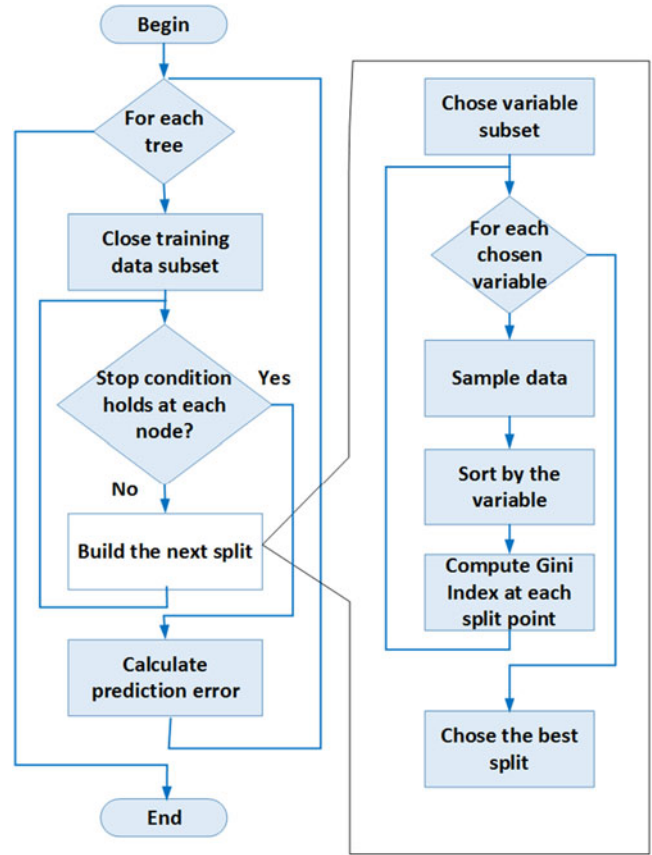 Begin
For each
tree
Close training
data subset
Stop condition
holds at each
node?
Yes
No
Build the next split
Calculate
prediction error
End
Chose variable
subset
For each
chosen
variable
Sample data
Sort by the
variable
Compute Gini
Index at each
split point
Chose the best
split